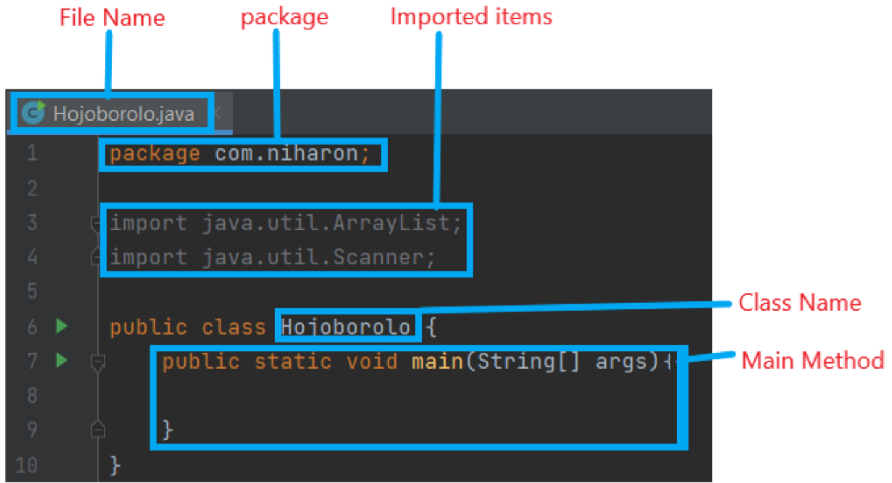 File Name
package
Imported items
Hojoborolo.java
1 package com.niharon;
2
3 import java.util.ArrayList;
4 import java.util.Scanner;
5
6 public class Hojoborolo {
Class Name
7 public static void main(String[] args){
Main Method
8
9 }
10 }